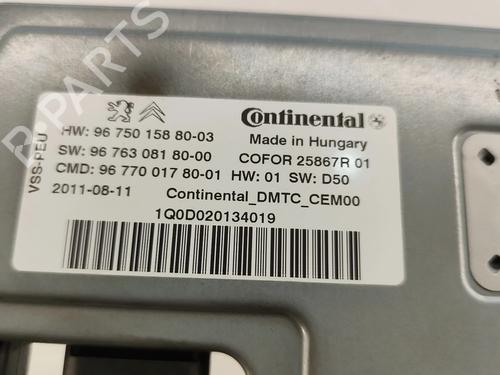 B-PARTS
Continental
HW: 96 750 158 80-03
Made in Hungary
SW: 96 763 081 80-00
COFOR 25867R 01
CMD: 96 770 017 80-01 HW: 01 SW: D50
2011-08-11
Continental_DMTC_CEM00
1Q0D020134019
VSS-PEU